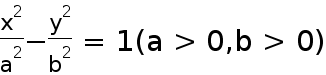 x²/a² − y²/b² = 1(a > 0,b > 0)